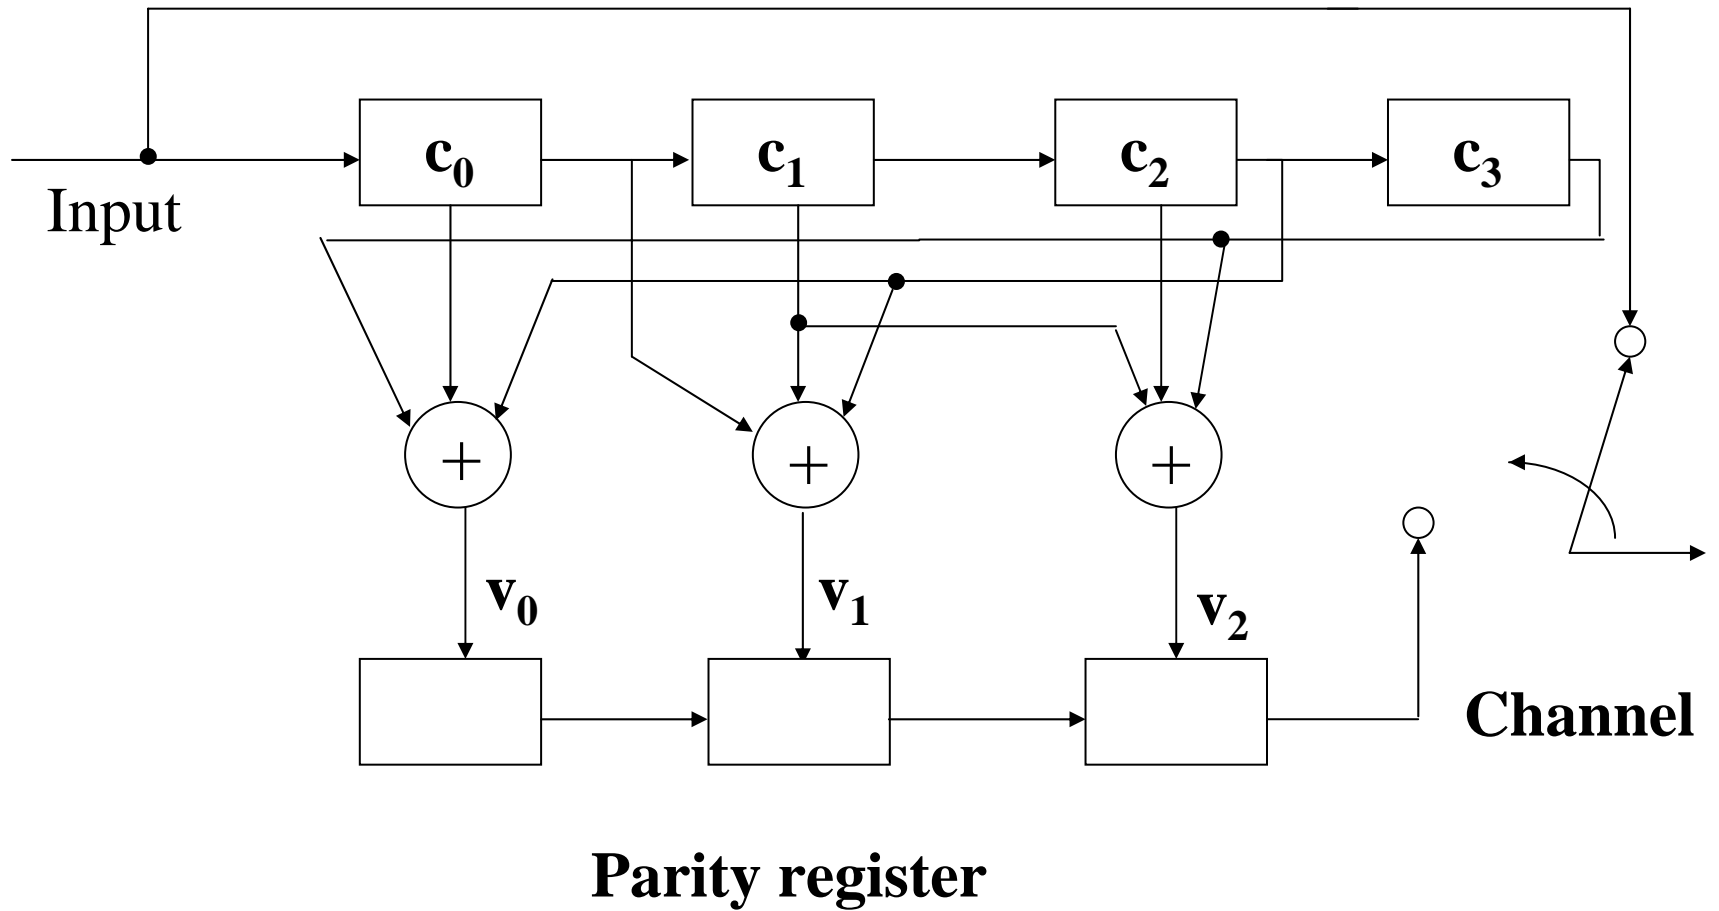 c₀ c₁ c₂ c₃
Input
+ + +
v₀ v₁ v₂
Channel
Parity register